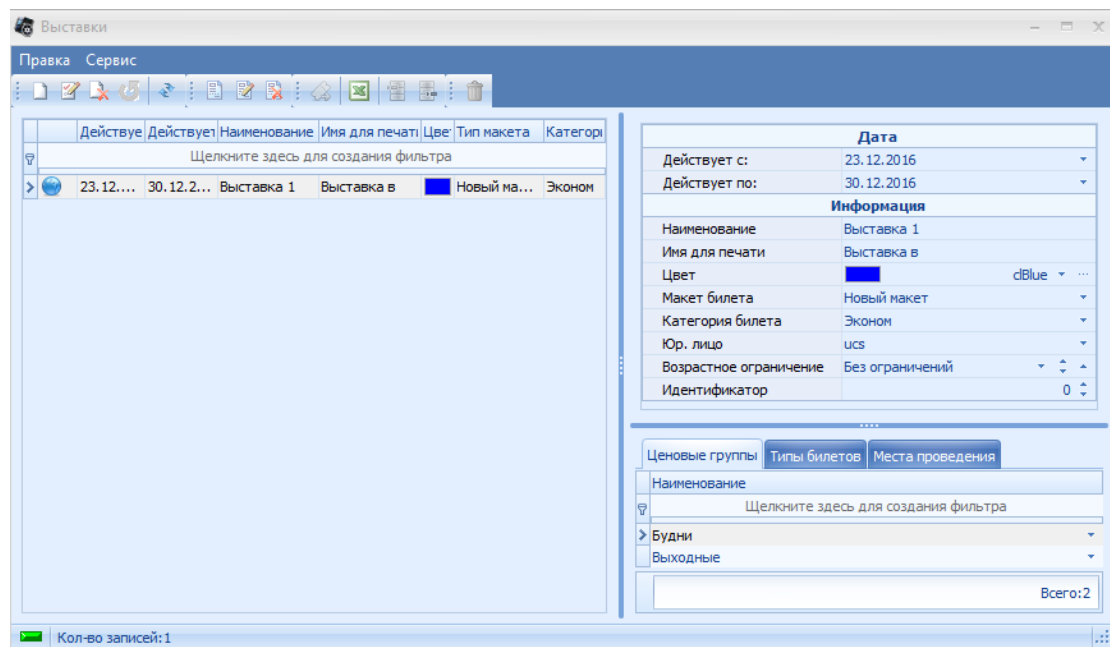 Выставки
Правка Сервис
Действуе Действует Наименование Имя для печати Цвет Тип макета Категори
Щелкните здесь для создания фильтра
23.12.... 30.12.2... Выставка 1 Выставка в Новый ма... Эконом
Дата
Действует с: 23.12.2016
Действует по: 30.12.2016
Информация
Наименование Выставка 1
Имя для печати Выставка в
Цвет clBlue
Макет билета Новый макет
Категория билета Эконом
Юр. лицо ucs
Возрастное ограничение Без ограничений
Идентификатор 0
Ценовые группы Типы билетов Места проведения
Наименование
Щелкните здесь для создания фильтра
Будни
Выходные
Всего:2
Кол-во записей:1